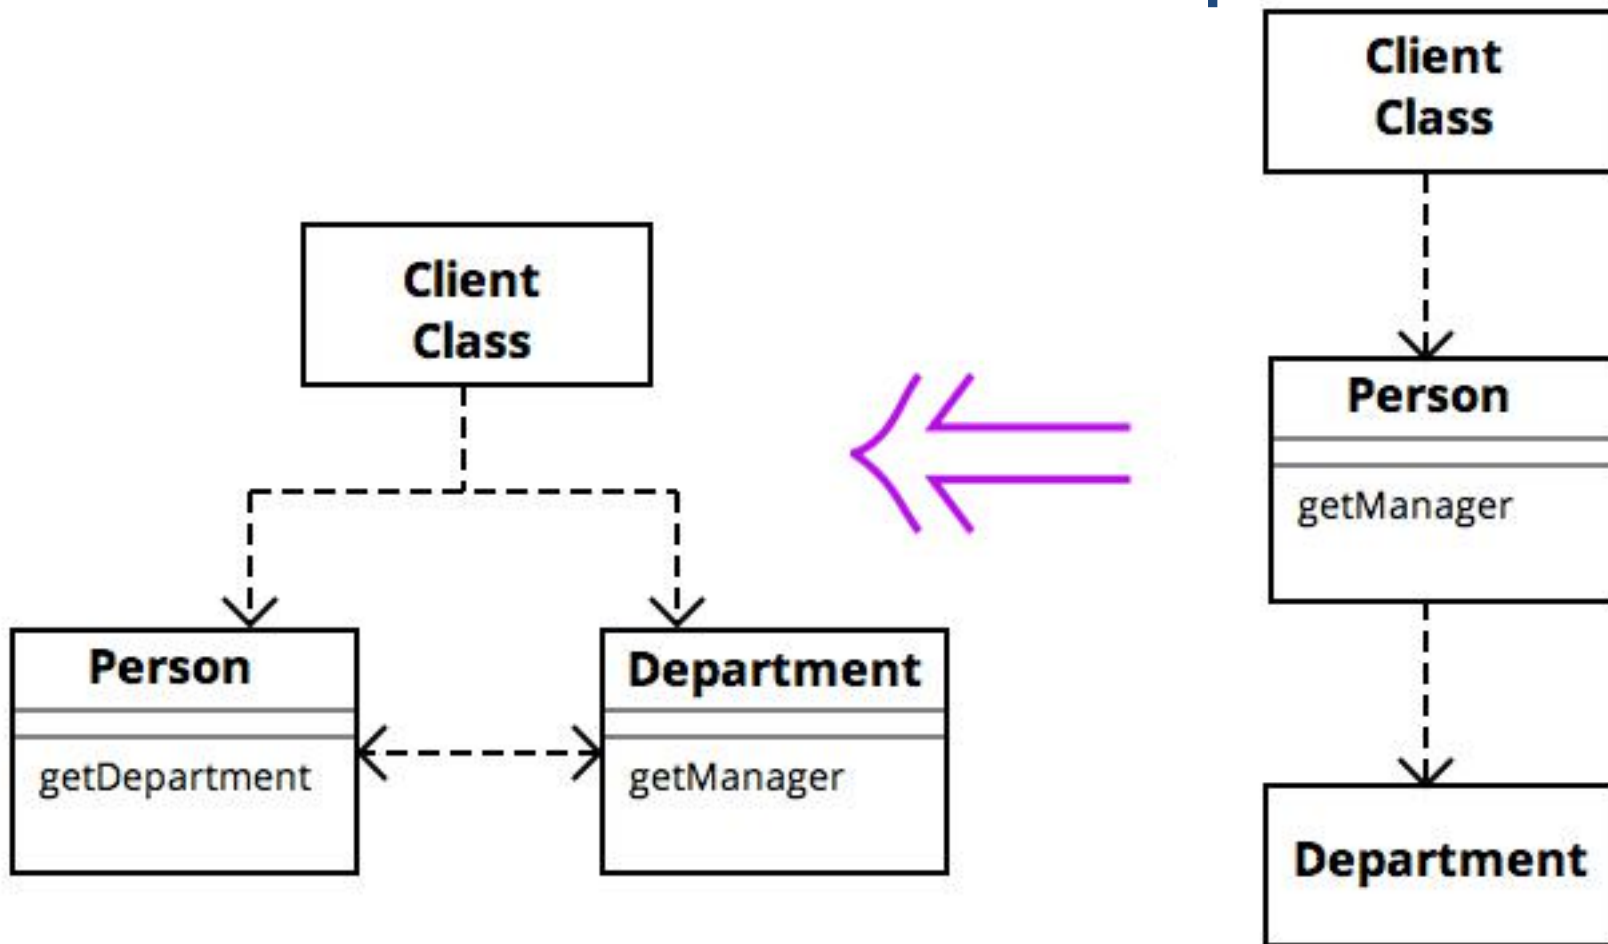 Client
Class
Person
getDepartment
Department
getManager
Client
Class
Person
getManager
Department